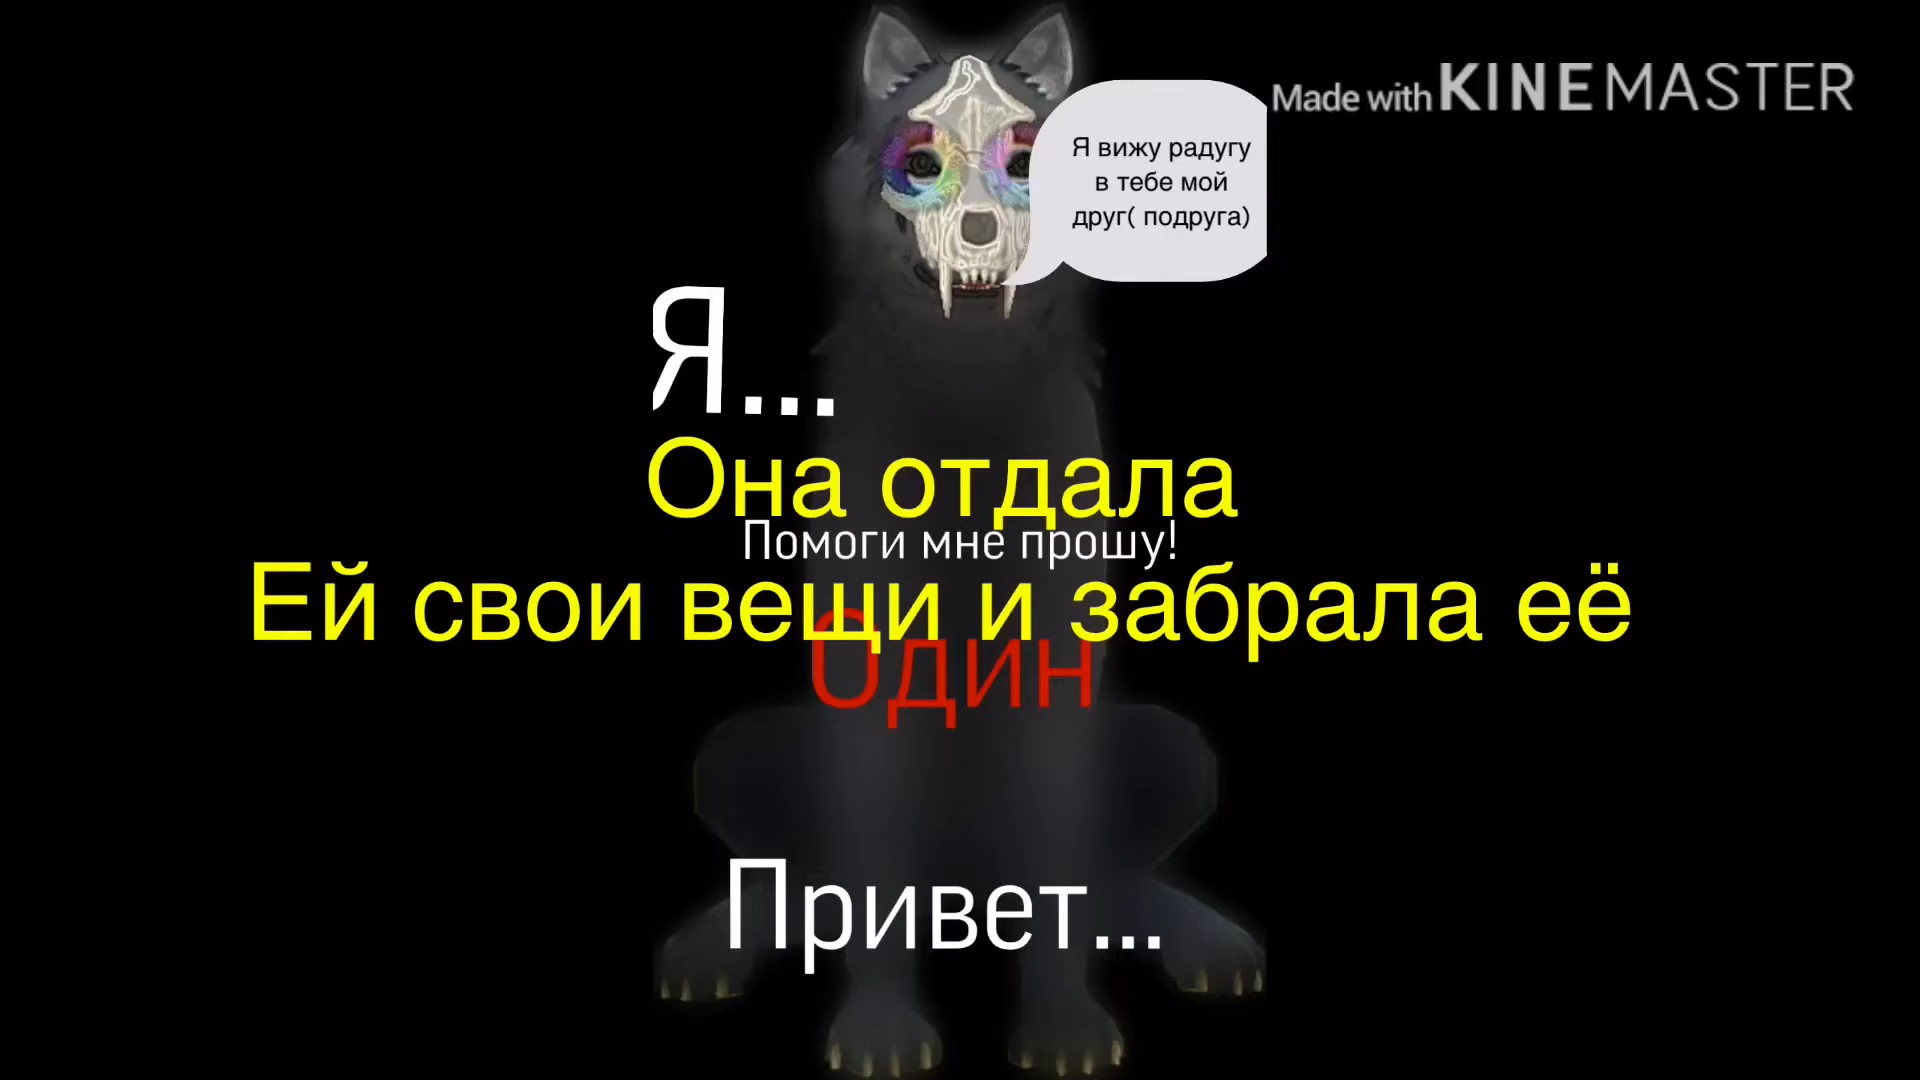 Made with KINEMASTER
Я вижу радугу
в тебе мой
друг( подруга)
Я...
Она отдала
Помоги мне прошу!
Ей свои вещи и забрала её
Один
Привет...